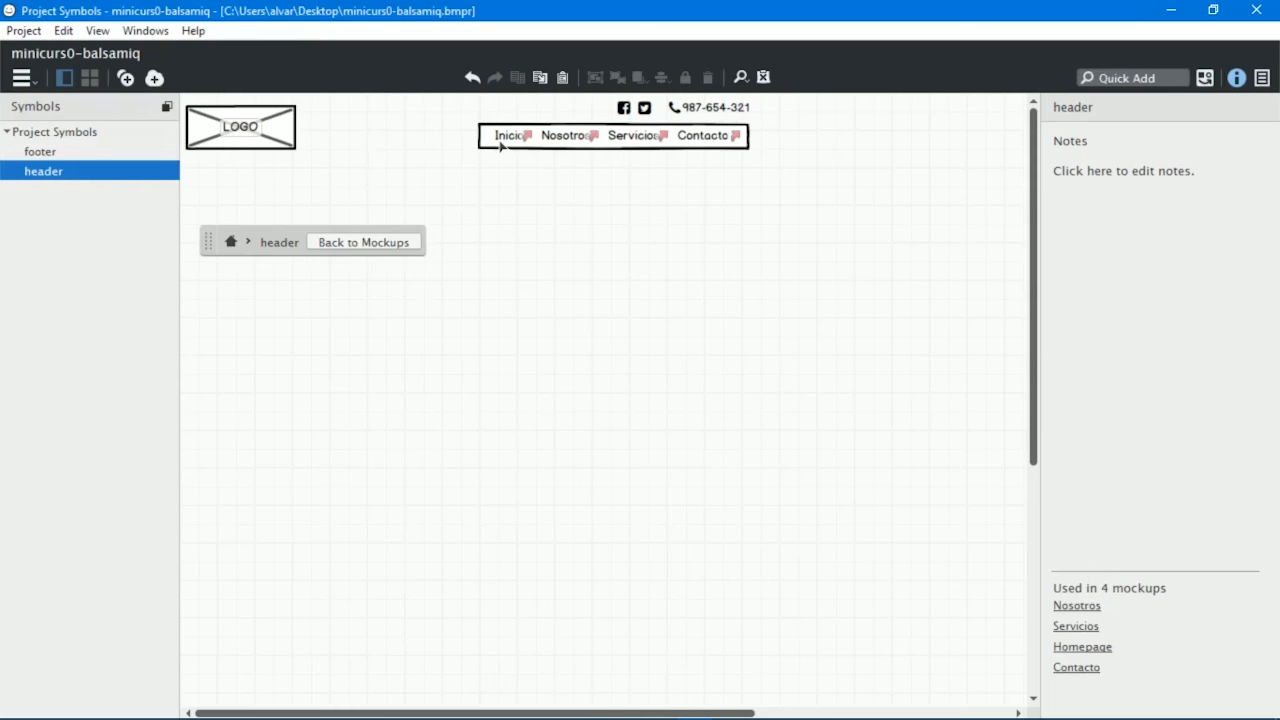 Project Symbols - minicurs0-balsamiq - [C:\Users\alvar\Desktop\minicurs0-balsamiq.bmpr]
Project Edit View Windows Help
minicurs0-balsamiq
Quick Add
Symbols
Project Symbols
footer
header
LOGO
987-654-321
Inicio Nosotros Servicios Contacto
header Back to Mockups
header
Notes
Click here to edit notes.
Used in 4 mockups
Nosotros
Servicios
Homepage
Contacto